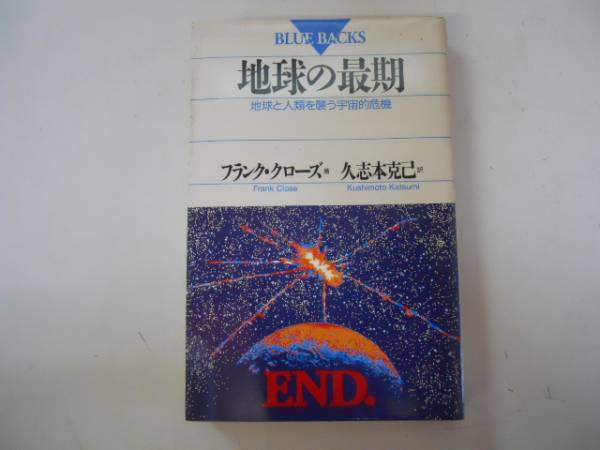 BLUE BACKS
地球の最期
地球と人類を襲う宇宙的危機
フランク・クローズ 著 久志本克己 訳
Frank Close Kushimoto Katsumi
END.